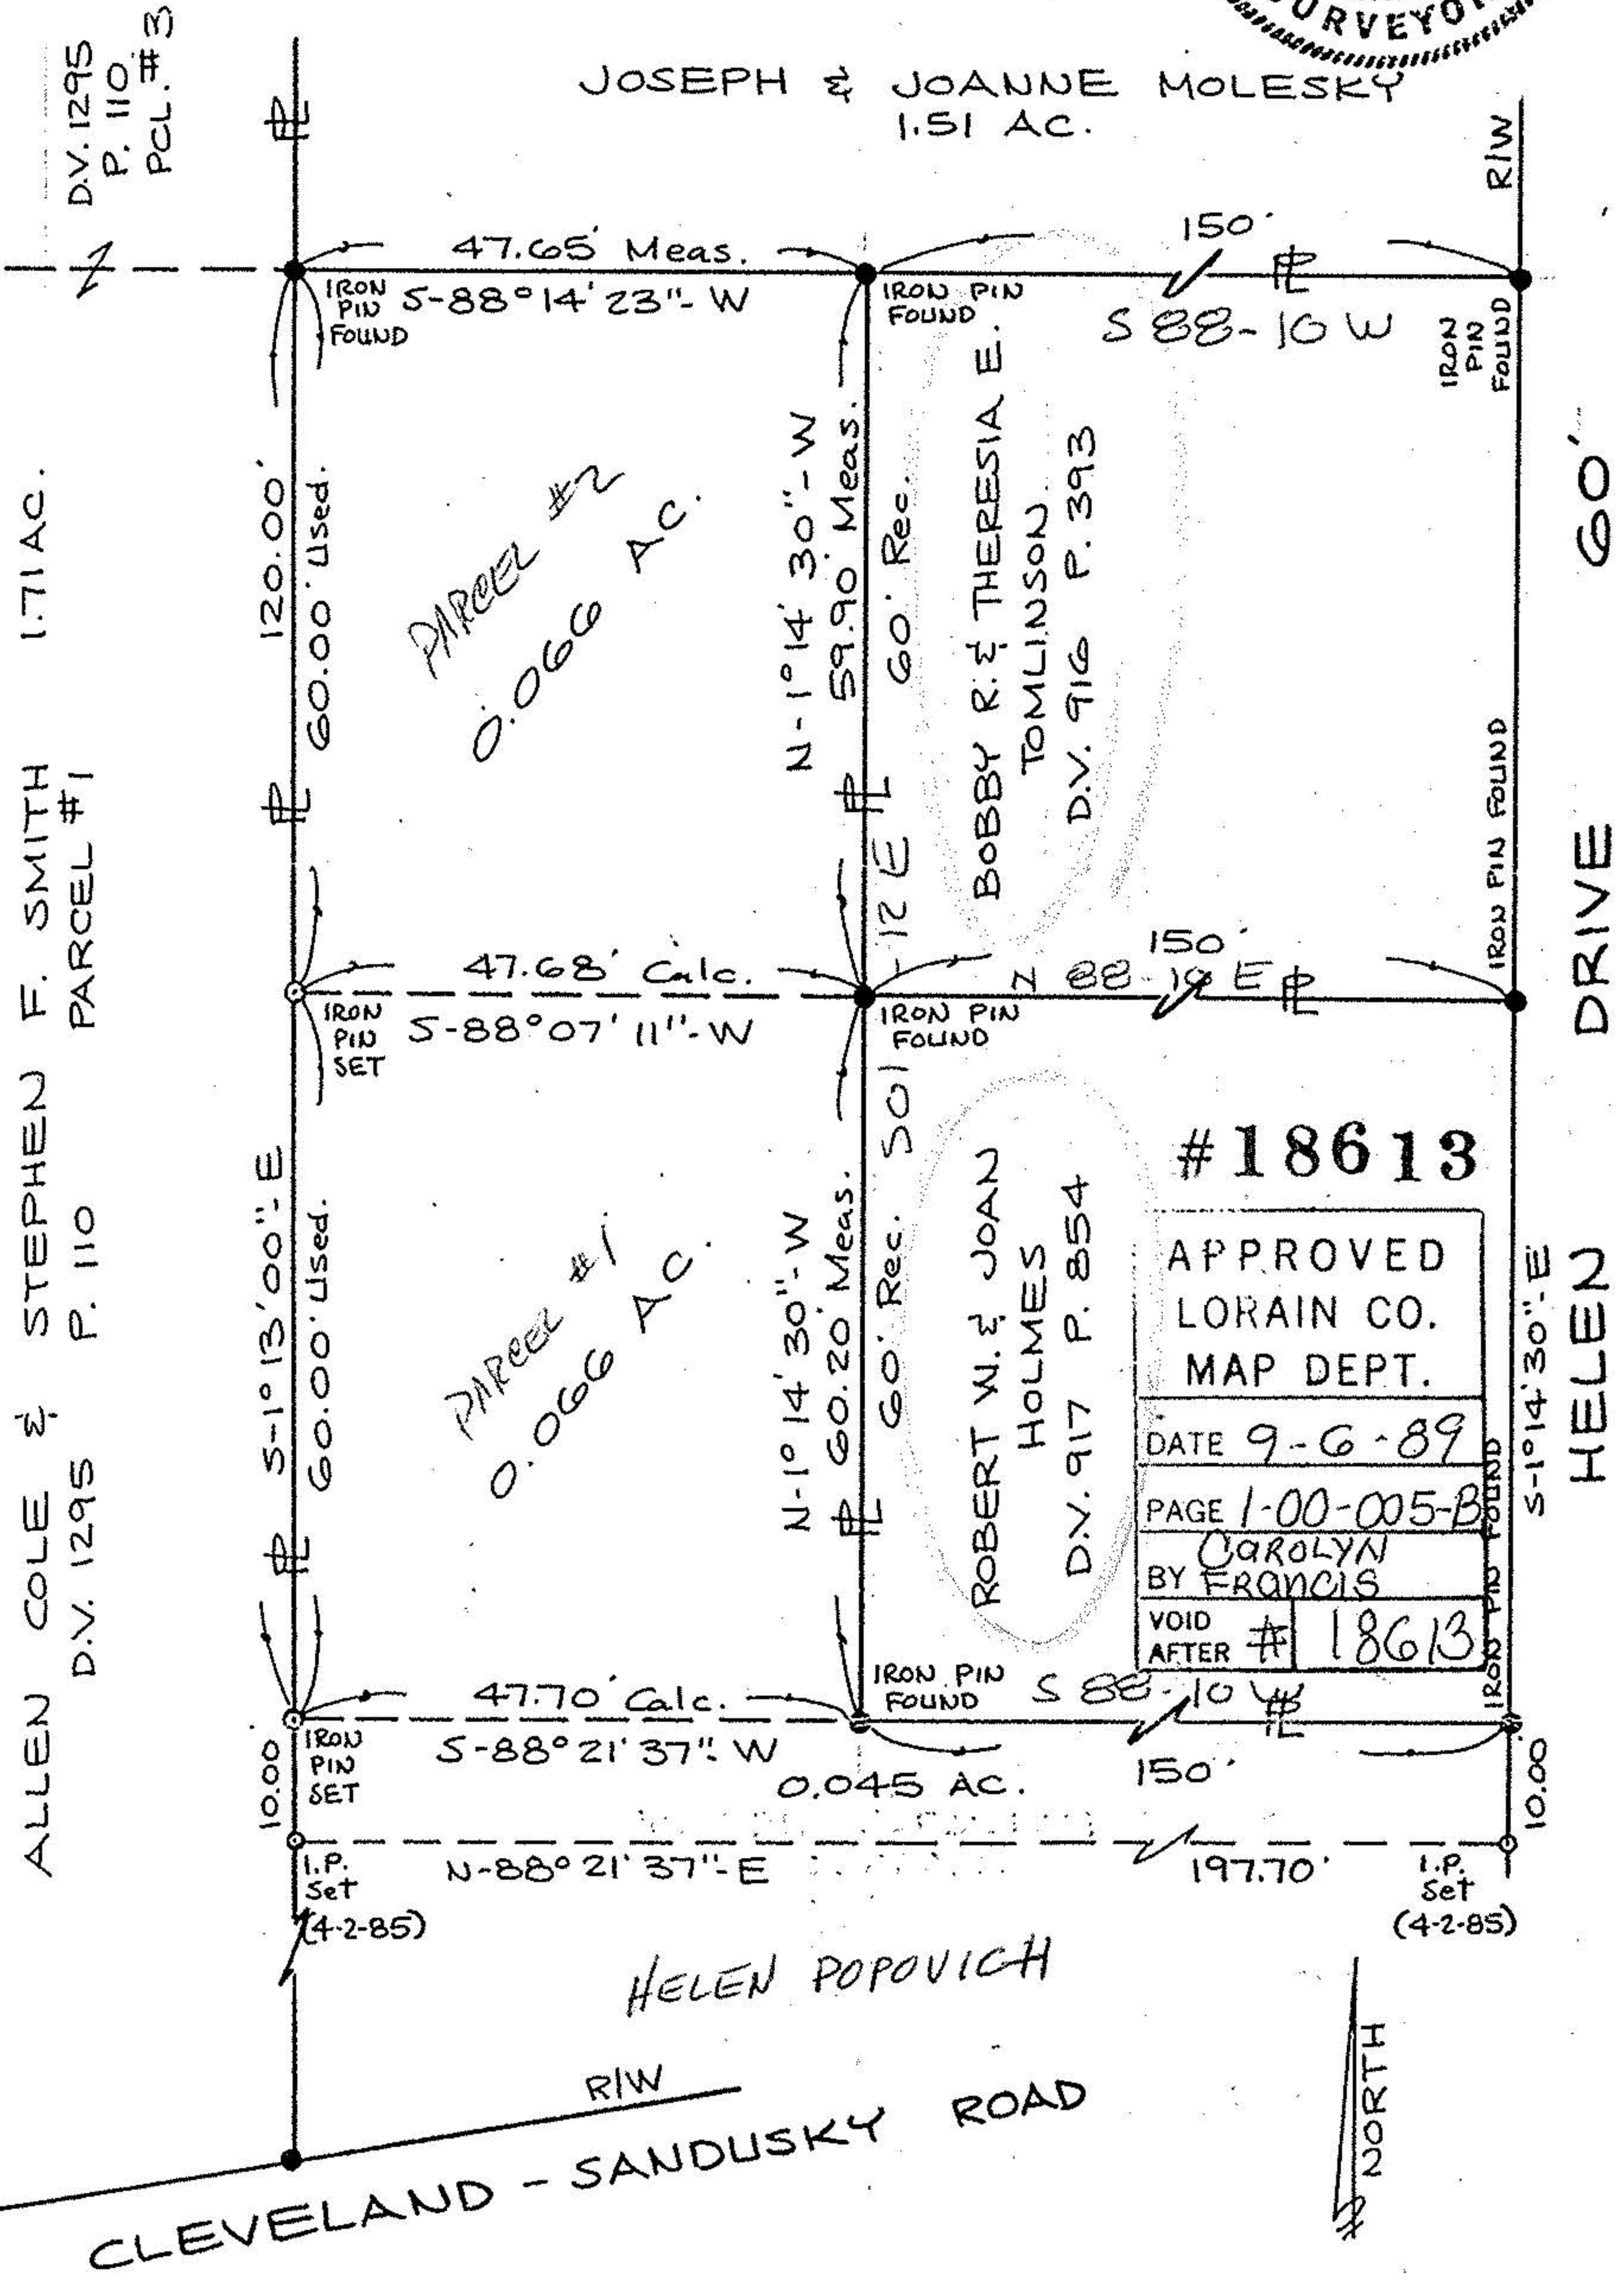 SURVEYOR
JOSEPH & JOANNE MOLESKY
1.51 AC.
D.V. 1295
P. 110
PCL. #3
R/W
47.65' Meas.
S-88°14'23"-W
IRON
PIN
FOUND
150'
S 88-10 W
IRON PIN
FOUND
IRON
PIN
FOUND
ALLEN COLE & STEPHEN F. SMITH 1.71 AC.
D.V. 1295 P. 110 PARCEL #1
S-1°13'00"-E 120.00'
60.00' Used.
PARCEL #2
0.066 AC.
N-1°14'30"-W
59.90' Meas.
60' Rec.
BOBBY R. & THERESIA E.
TOMLINSON
D.V. 916 P. 393
IRON PIN FOUND
HELEN DRIVE 60'
47.68' Calc.
S-88°07'11"-W
IRON
PIN
SET
150'
N 88-10 E
IRON PIN
FOUND
S01-12 E
60.00' Used.
PARCEL #1
0.066 AC.
N-1°14'30"-W
60.20' Meas.
60' Rec.
ROBERT W. & JOAN
HOLMES
D.V. 917 P. 854
#18613
APPROVED
LORAIN CO.
MAP DEPT.
DATE 9-6-89
PAGE 1-00-005-B
BY CAROLYN
FRANCIS
VOID
AFTER # 18613
IRON PIN FOUND
S-1°14'30"-E
47.70' Calc.
S-88°21'37"-W
IRON
PIN
SET
IRON PIN
FOUND
S 88-10 W
150'
10.00
0.045 AC.
10.00
N-88°21'37"-E
197.70'
I.P.
Set
(4-2-85)
I.P.
Set
(4-2-85)
HELEN POPOVICH
R/W
CLEVELAND - SANDUSKY ROAD
NORTH